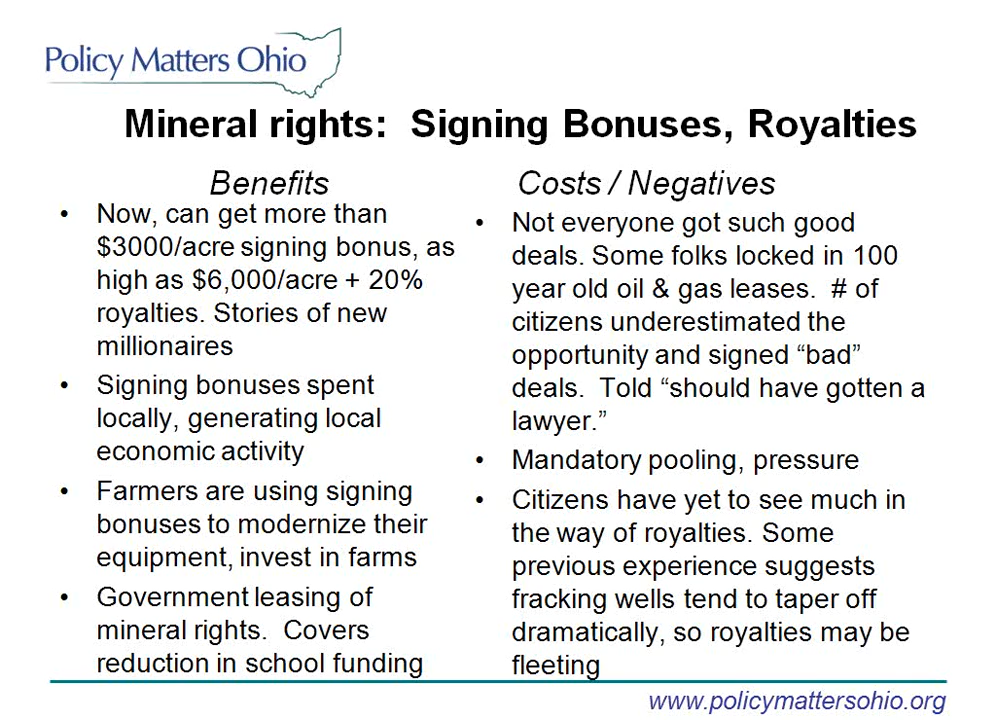 Policy Matters Ohio
Mineral rights:  Signing Bonuses, Royalties
Benefits
• Now, can get more than
$3000/acre signing bonus, as
high as $6,000/acre + 20%
royalties. Stories of new
millionaires
• Signing bonuses spent
locally, generating local
economic activity
• Farmers are using signing
bonuses to modernize their
equipment, invest in farms
• Government leasing of
mineral rights.  Covers
reduction in school funding
Costs / Negatives
• Not everyone got such good
deals. Some folks locked in 100
year old oil & gas leases.  # of
citizens underestimated the
opportunity and signed “bad”
deals.  Told “should have gotten a
lawyer.”
• Mandatory pooling, pressure
• Citizens have yet to see much in
the way of royalties. Some
previous experience suggests
fracking wells tend to taper off
dramatically, so royalties may be
fleeting
www.policymattersohio.org